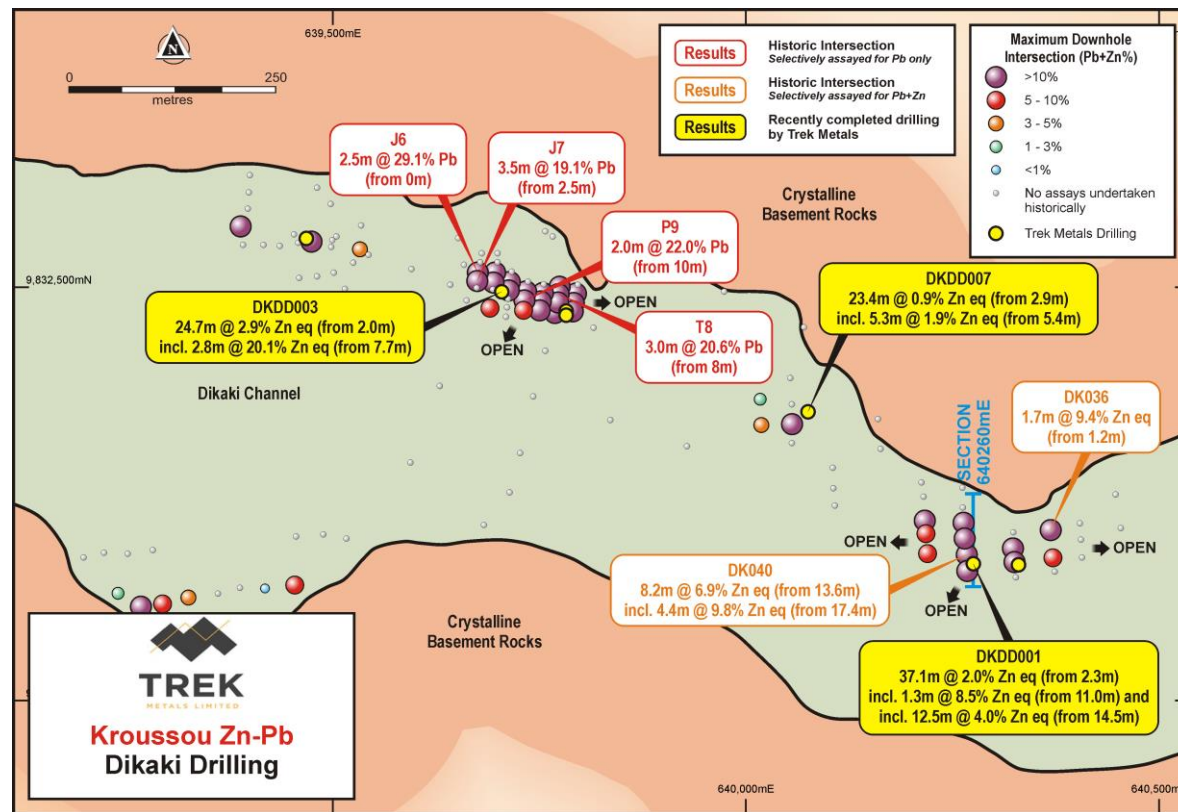 639,500mE
N
0
250
metres
Results
Historic Intersection
Selectively assayed for Pb only
Results
Historic Intersection
Selectively assayed for Pb+Zn
Results
Recently completed drilling
by Trek Metals
Maximum Downhole
Intersection (Pb+Zn%)
>10%
5 - 10%
3 - 5%
1 - 3%
<1%
No assays undertaken
historically
Trek Metals Drilling
J6
2.5m @ 29.1% Pb
(from 0m)
J7
3.5m @ 19.1% Pb
(from 2.5m)
Crystalline
Basement Rocks
P9
2.0m @ 22.0% Pb
(from 10m)
9,832,500mN
DKDD003
24.7m @ 2.9% Zn eq (from 2.0m)
incl. 2.8m @ 20.1% Zn eq (from 7.7m)
OPEN
OPEN
T8
3.0m @ 20.6% Pb
(from 8m)
DKDD007
23.4m @ 0.9% Zn eq (from 2.9m)
incl. 5.3m @ 1.9% Zn eq (from 5.4m)
Dikaki Channel
DK036
1.7m @ 9.4% Zn eq
(from 1.2m)
SECTION
640260mE
OPEN
OPEN
OPEN
DK040
8.2m @ 6.9% Zn eq (from 13.6m)
incl. 4.4m @ 9.8% Zn eq (from 17.4m)
Crystalline
Basement Rocks
DKDD001
37.1m @ 2.0% Zn eq (from 2.3m)
incl. 1.3m @ 8.5% Zn eq (from 11.0m) and
incl. 12.5m @ 4.0% Zn eq (from 14.5m)
TREK
METALS LIMITED
Kroussou Zn-Pb
Dikaki Drilling
640,000mE
640,500mE